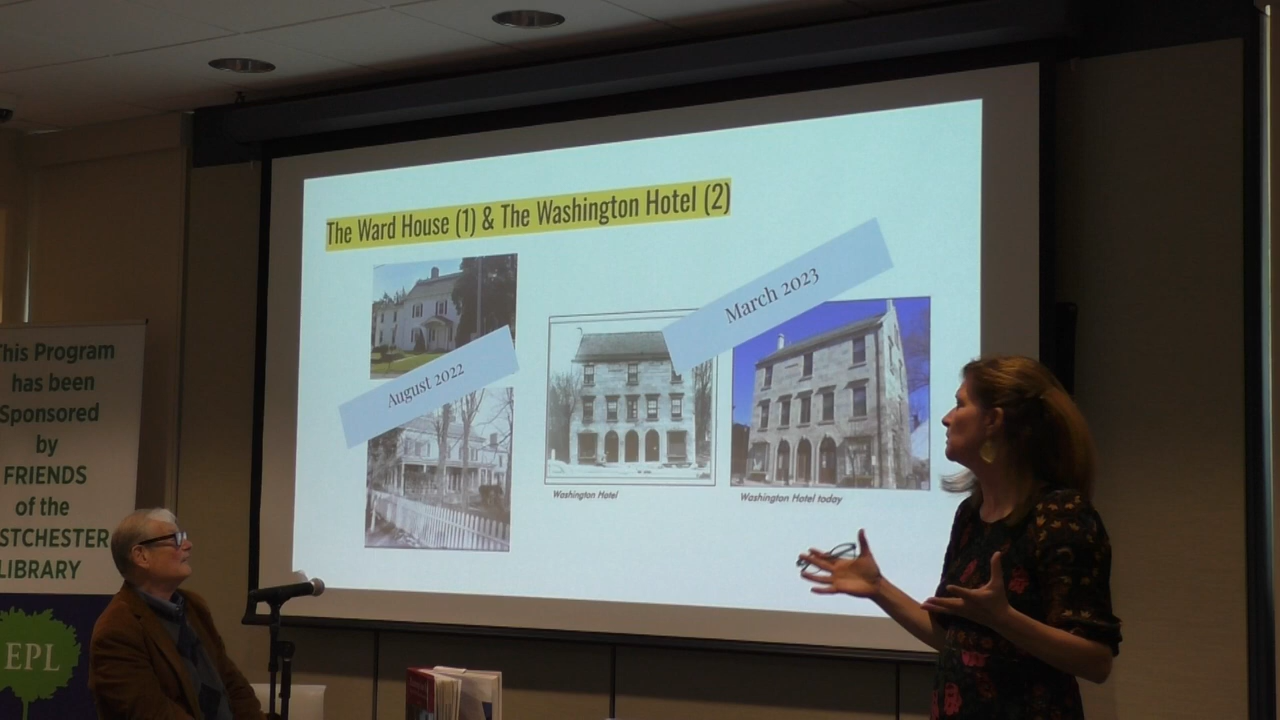 The Ward House (1) & The Washington Hotel (2)
August 2022
March 2023
Washington Hotel
Washington Hotel today
This Program
has been
Sponsored
by
FRIENDS
of the
STCHESTER
LIBRARY
EPL